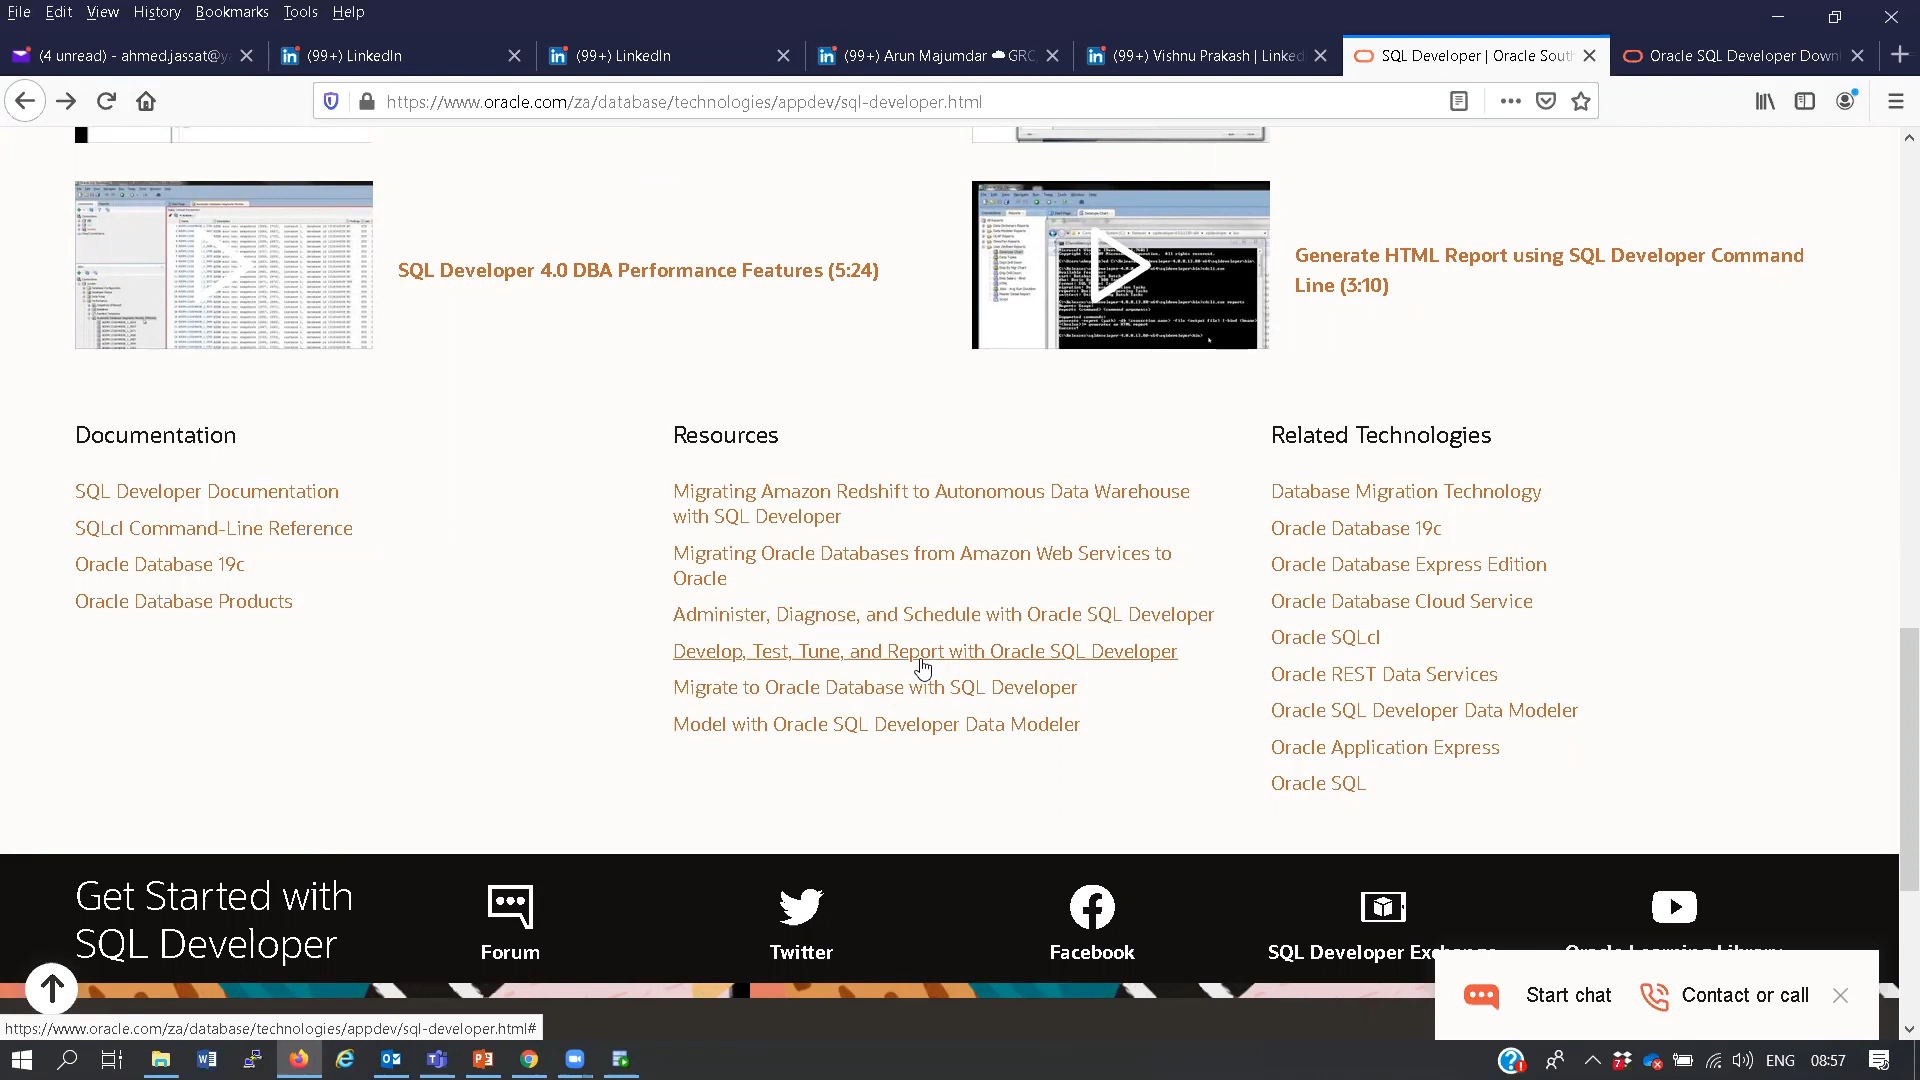 File Edit View History Bookmarks Tools Help
(4 unread) - ahmed.jassat@y
(99+) LinkedIn
(99+) LinkedIn
(99+) Arun Majumdar ☁GRC
(99+) Vishnu Prakash | Linked
SQL Developer | Oracle South
Oracle SQL Developer Down
https://www.oracle.com/za/database/technologies/appdev/sql-developer.html
SQL Developer 4.0 DBA Performance Features (5:24)
Generate HTML Report using SQL Developer Command
Line (3:10)
Documentation
SQL Developer Documentation
SQLcl Command-Line Reference
Oracle Database 19c
Oracle Database Products
Resources
Migrating Amazon Redshift to Autonomous Data Warehouse
with SQL Developer
Migrating Oracle Databases from Amazon Web Services to
Oracle
Administer, Diagnose, and Schedule with Oracle SQL Developer
Develop, Test, Tune, and Report with Oracle SQL Developer
Migrate to Oracle Database with SQL Developer
Model with Oracle SQL Developer Data Modeler
Related Technologies
Database Migration Technology
Oracle Database 19c
Oracle Database Express Edition
Oracle Database Cloud Service
Oracle SQLcl
Oracle REST Data Services
Oracle SQL Developer Data Modeler
Oracle Application Express
Oracle SQL
Get Started with
SQL Developer
Forum
Twitter
Facebook
SQL Developer Exchange
Oracle Learning Library
Start chat
Contact or call
https://www.oracle.com/za/database/technologies/appdev/sql-developer.html#
ENG 08:57